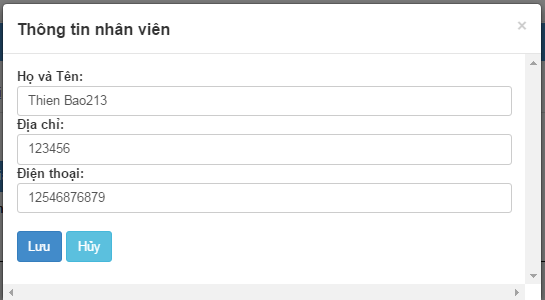 Thông tin nhân viên
×
Họ và Tên:
Thien Bao213
Địa chỉ:
123456
Điện thoại:
12546876879
Lưu Hủy